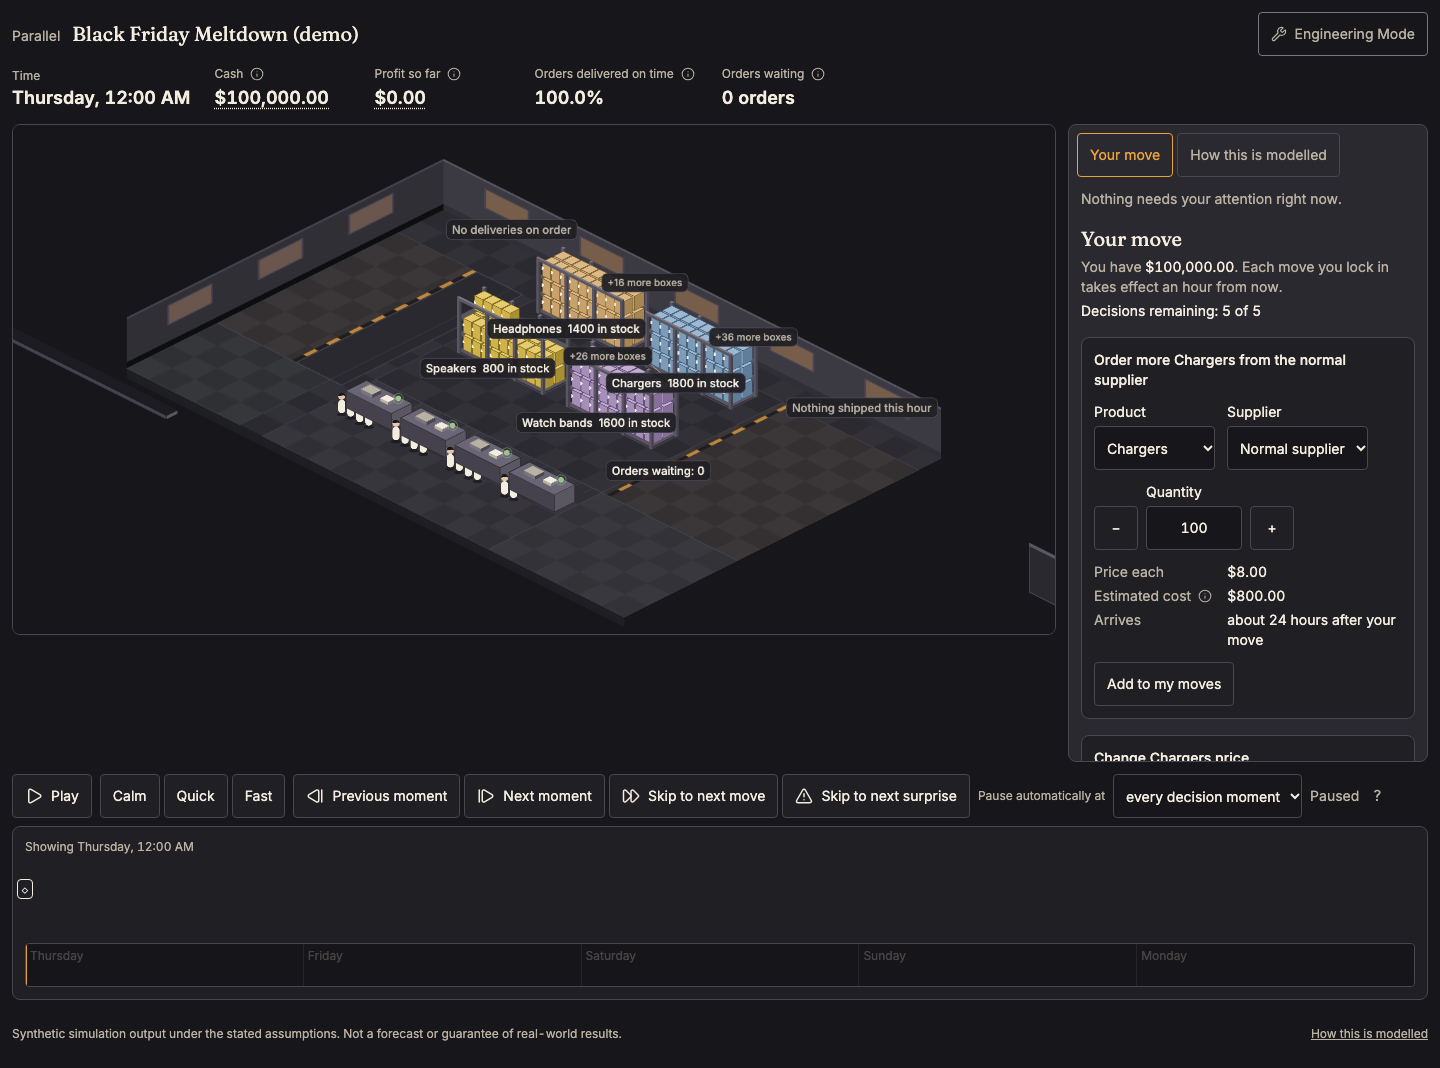 Parallel Black Friday Meltdown (demo)
Engineering Mode
Time
Thursday, 12:00 AM
Cash
$100,000.00
Profit so far
$0.00
Orders delivered on time
100.0%
Orders waiting
0 orders
No deliveries on order
+16 more boxes
Headphones 1400 in stock
+36 more boxes
+26 more boxes
Speakers 800 in stock
Chargers 1800 in stock
Nothing shipped this hour
Watch bands 1600 in stock
Orders waiting: 0
Your move
How this is modelled
Nothing needs your attention right now.
Your move
You have $100,000.00. Each move you lock in
takes effect an hour from now.
Decisions remaining: 5 of 5
Order more Chargers from the normal
supplier
Product
Supplier
Chargers
Normal supplier
Quantity
−
100
+
Price each
$8.00
Estimated cost
$800.00
Arrives
about 24 hours after your
move
Add to my moves
Change Chargers price
Play
Calm
Quick
Fast
Previous moment
Next moment
Skip to next move
Skip to next surprise
Pause automatically at
every decision moment
Paused
?
Showing Thursday, 12:00 AM
Thursday
Friday
Saturday
Sunday
Monday
Synthetic simulation output under the stated assumptions. Not a forecast or guarantee of real-world results.
How this is modelled